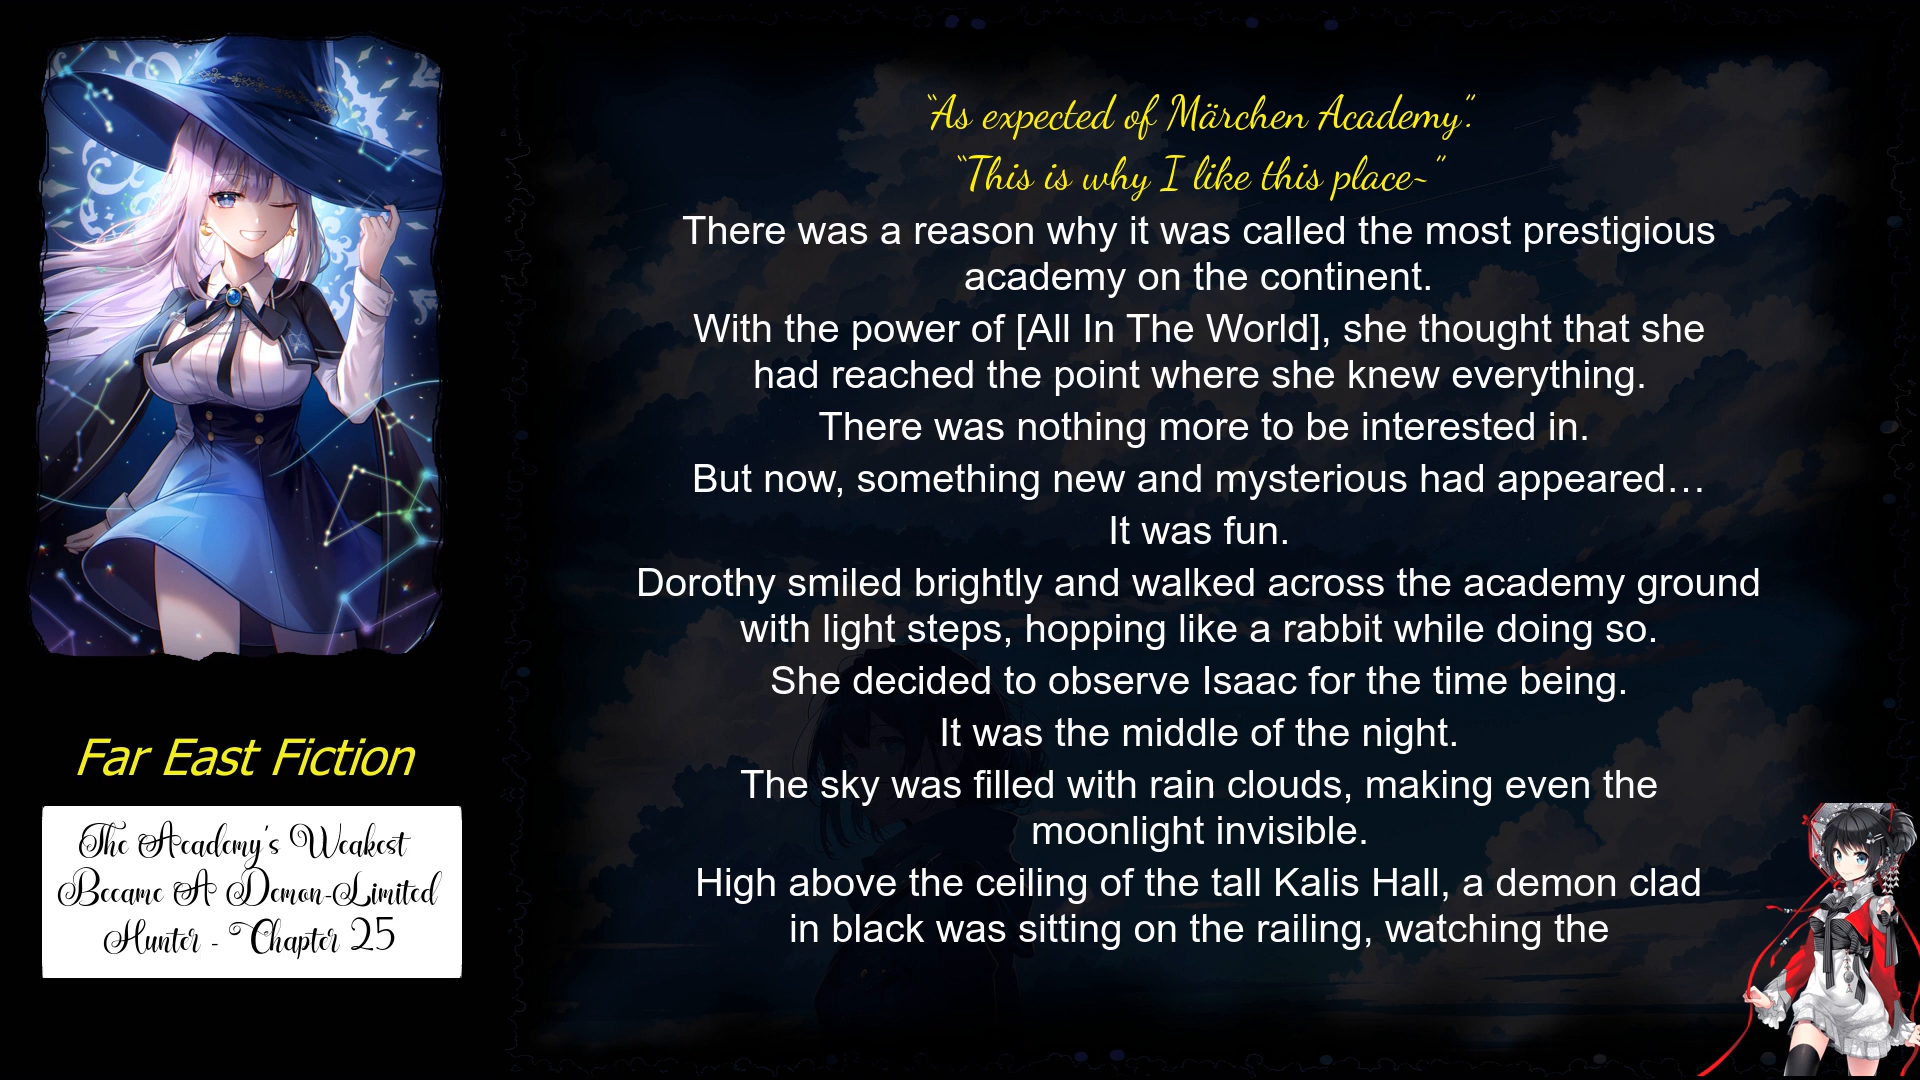 “As expected of Märchen Academy”.
“This is why I like this place~”
There was a reason why it was called the most prestigious
academy on the continent.
With the power of [All In The World], she thought that she
had reached the point where she knew everything.
There was nothing more to be interested in.
But now, something new and mysterious had appeared…
It was fun.
Dorothy smiled brightly and walked across the academy ground
with light steps, hopping like a rabbit while doing so.
She decided to observe Isaac for the time being.
It was the middle of the night.
The sky was filled with rain clouds, making even the
moonlight invisible.
High above the ceiling of the tall Kalis Hall, a demon clad
in black was sitting on the railing, watching the
Far East Fiction
The Academy's Weakest
Became A Demon-Limited
Hunter - Chapter 25